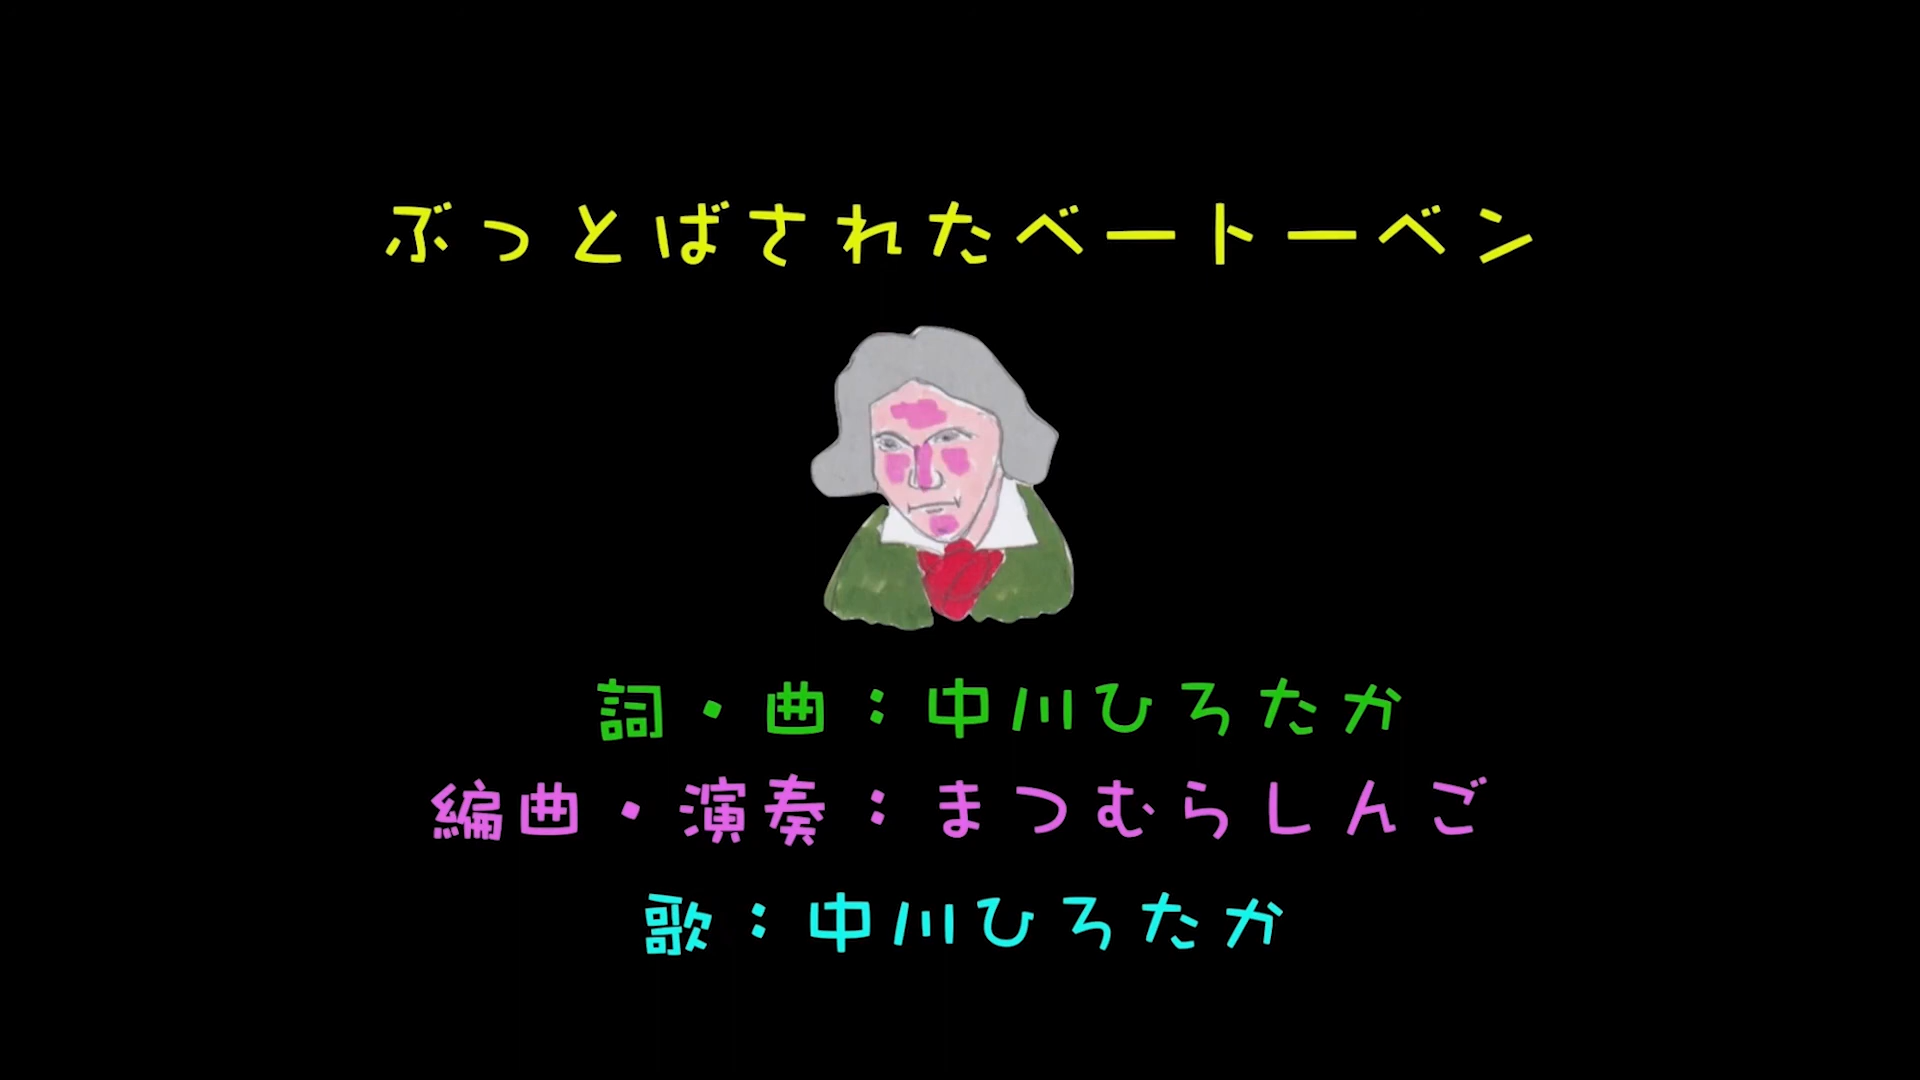 ぶっとばされたベートーベン
詞・曲：中川ひろたか
編曲・演奏：まつむらしんご
歌：中川ひろたか